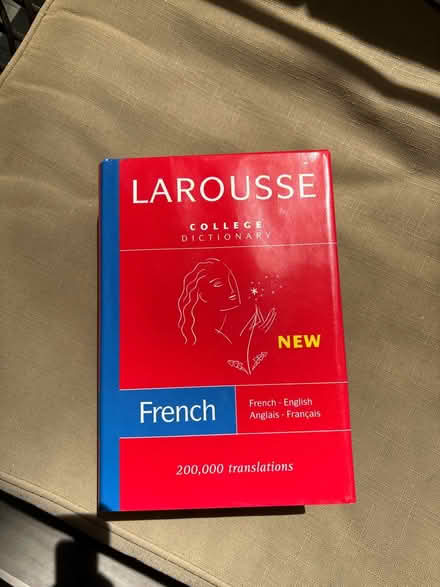 LAROUSSE
COLLEGE
DICTIONARY
NEW
French
French - English
Anglais - Français
200,000 translations